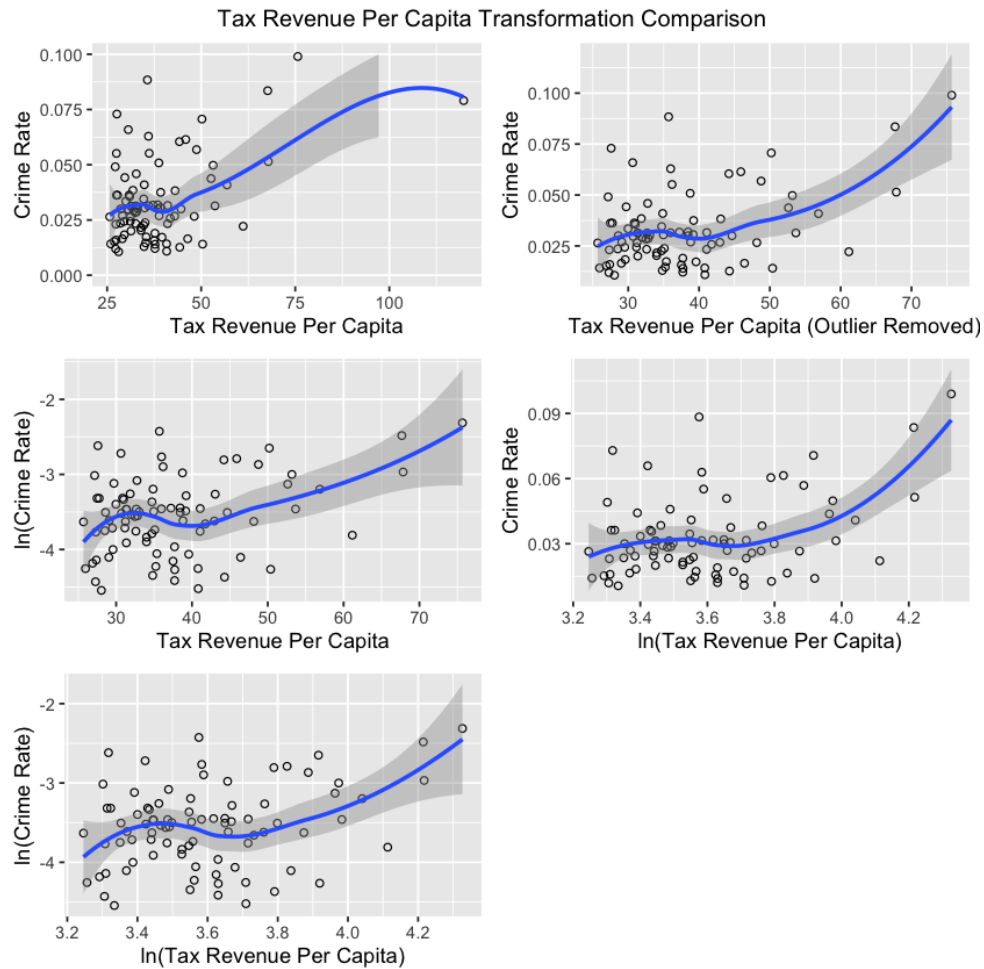 Tax Revenue Per Capita Transformation Comparison
0.100
0.075
0.050
0.025
0.000
Crime Rate
25 50 75 100
Tax Revenue Per Capita
0.100
0.075
0.050
0.025
Crime Rate
30 40 50 60 70
Tax Revenue Per Capita (Outlier Removed)
-2
-3
-4
ln(Crime Rate)
30 40 50 60 70
Tax Revenue Per Capita
0.09
0.06
0.03
Crime Rate
3.2 3.4 3.6 3.8 4.0 4.2
ln(Tax Revenue Per Capita)
-2
-3
-4
ln(Crime Rate)
3.2 3.4 3.6 3.8 4.0 4.2
ln(Tax Revenue Per Capita)